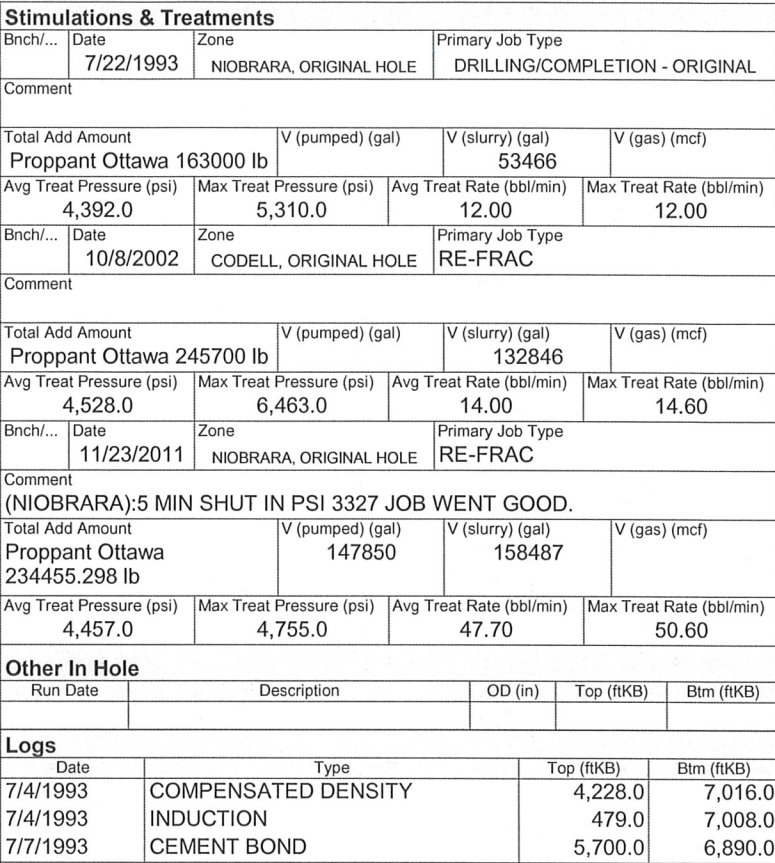 Stimulations & Treatments
Bnch/... Date Zone Primary Job Type
7/22/1993 NIOBRARA, ORIGINAL HOLE DRILLING/COMPLETION - ORIGINAL
Comment
Total Add Amount V (pumped) (gal) V (slurry) (gal) V (gas) (mcf)
Proppant Ottawa 163000 lb 53466
Avg Treat Pressure (psi) Max Treat Pressure (psi) Avg Treat Rate (bbl/min) Max Treat Rate (bbl/min)
4,392.0 5,310.0 12.00 12.00
Bnch/... Date Zone Primary Job Type
10/8/2002 CODELL, ORIGINAL HOLE RE-FRAC
Comment
Total Add Amount V (pumped) (gal) V (slurry) (gal) V (gas) (mcf)
Proppant Ottawa 245700 lb 132846
Avg Treat Pressure (psi) Max Treat Pressure (psi) Avg Treat Rate (bbl/min) Max Treat Rate (bbl/min)
4,528.0 6,463.0 14.00 14.60
Bnch/... Date Zone Primary Job Type
11/23/2011 NIOBRARA, ORIGINAL HOLE RE-FRAC
Comment
(NIOBRARA):5 MIN SHUT IN PSI 3327 JOB WENT GOOD.
Total Add Amount V (pumped) (gal) V (slurry) (gal) V (gas) (mcf)
Proppant Ottawa 147850 158487
234455.298 lb
Avg Treat Pressure (psi) Max Treat Pressure (psi) Avg Treat Rate (bbl/min) Max Treat Rate (bbl/min)
4,457.0 4,755.0 47.70 50.60
Other In Hole
Run Date Description OD (in) Top (ftKB) Btm (ftKB)
Logs
Date Type Top (ftKB) Btm (ftKB)
7/4/1993 COMPENSATED DENSITY 4,228.0 7,016.0
7/4/1993 INDUCTION 479.0 7,008.0
7/7/1993 CEMENT BOND 5,700.0 6,890.0